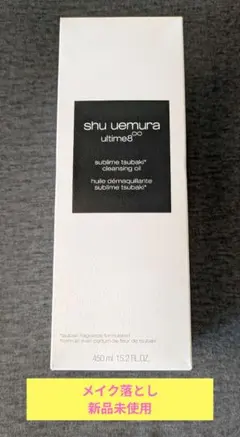 shu uemura
ultime8∞
sublime tsubaki*
cleansing oil
huile démaquillante
sublime tsubaki*
450 ml 15.2 FL.OZ.
メイク落とし
新品未使用